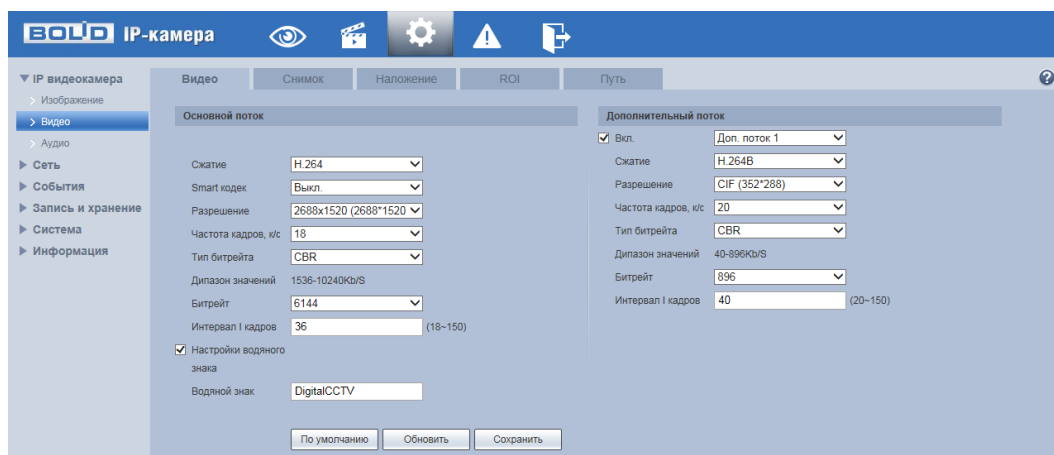 BOLID IP-камера
IP видеокамера
Изображение
Видео
Аудио
Сеть
События
Запись и хранение
Система
Информация
Видео
Снимок
Наложение
ROI
Путь
?
Основной поток
Сжатие H.264
Smart кодек Выкл.
Разрешение 2688x1520 (2688*1520
Частота кадров, к/с 18
Тип битрейта CBR
Дипазон значений 1536-10240Kb/S
Битрейт 6144
Интервал I кадров 36 (18~150)
Настройки водяного
знака
Водяной знак DigitalCCTV
По умолчанию
Обновить
Сохранить
Дополнительный поток
Вкл. Доп. поток 1
Сжатие H.264B
Разрешение CIF (352*288)
Частота кадров, к/с 20
Тип битрейта CBR
Дипазон значений 40-896Kb/S
Битрейт 896
Интервал I кадров 40 (20~150)